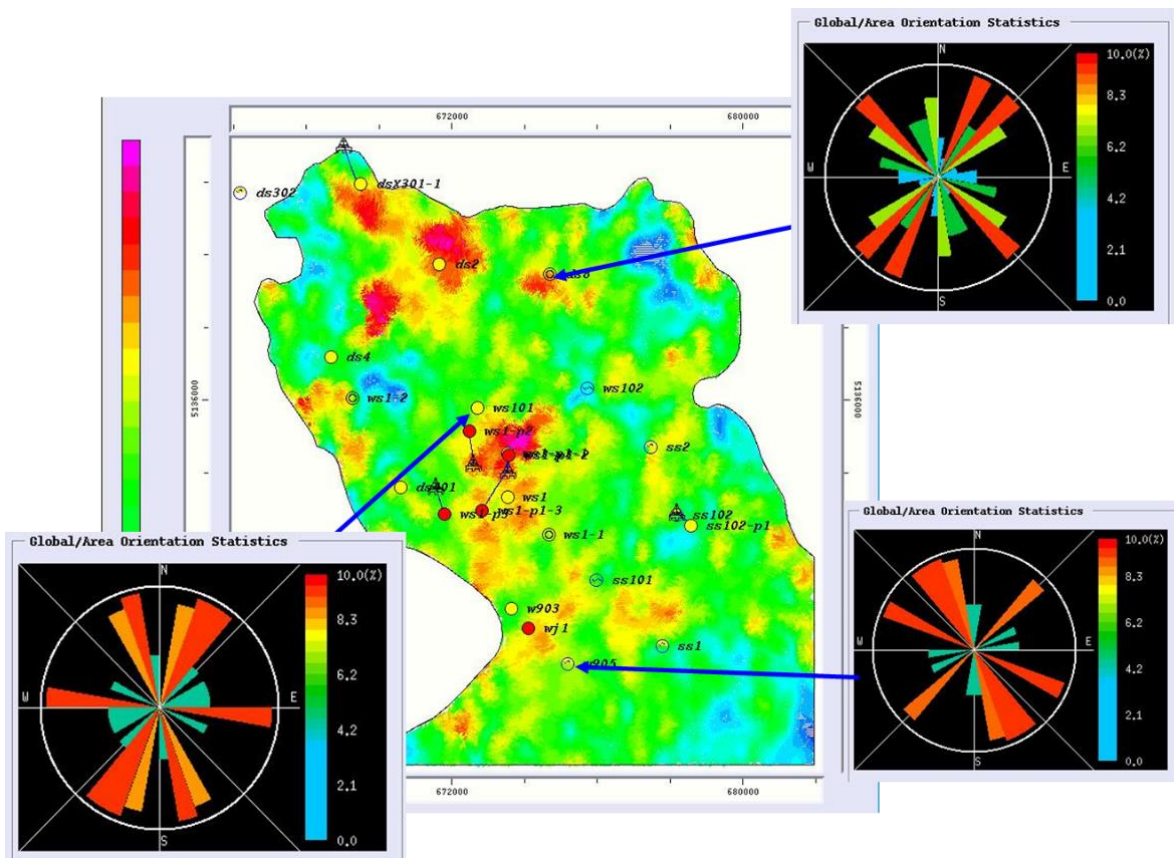 Global/Area Orientation Statistics
N
W
E
S
10.0(%)
8.3
6.2
4.2
2.1
0.0
672000
680000
5136000
5136000
ds302
dsX301-1
ds2
ds8
ds4
ws1-2
ws102
ws101
ws1-p2
ss2
ws1
ws1-p1-3
ss102
ss102-p1
ws1-1
ss101
w903
wj1
ss1
672000
680000
Global/Area Orientation Statistics
N
W
E
S
10.0(%)
8.3
6.2
4.2
2.1
0.0
Global/Area Orientation Statistics
N
W
E
S
10.0(%)
8.3
6.2
4.2
2.1
0.0